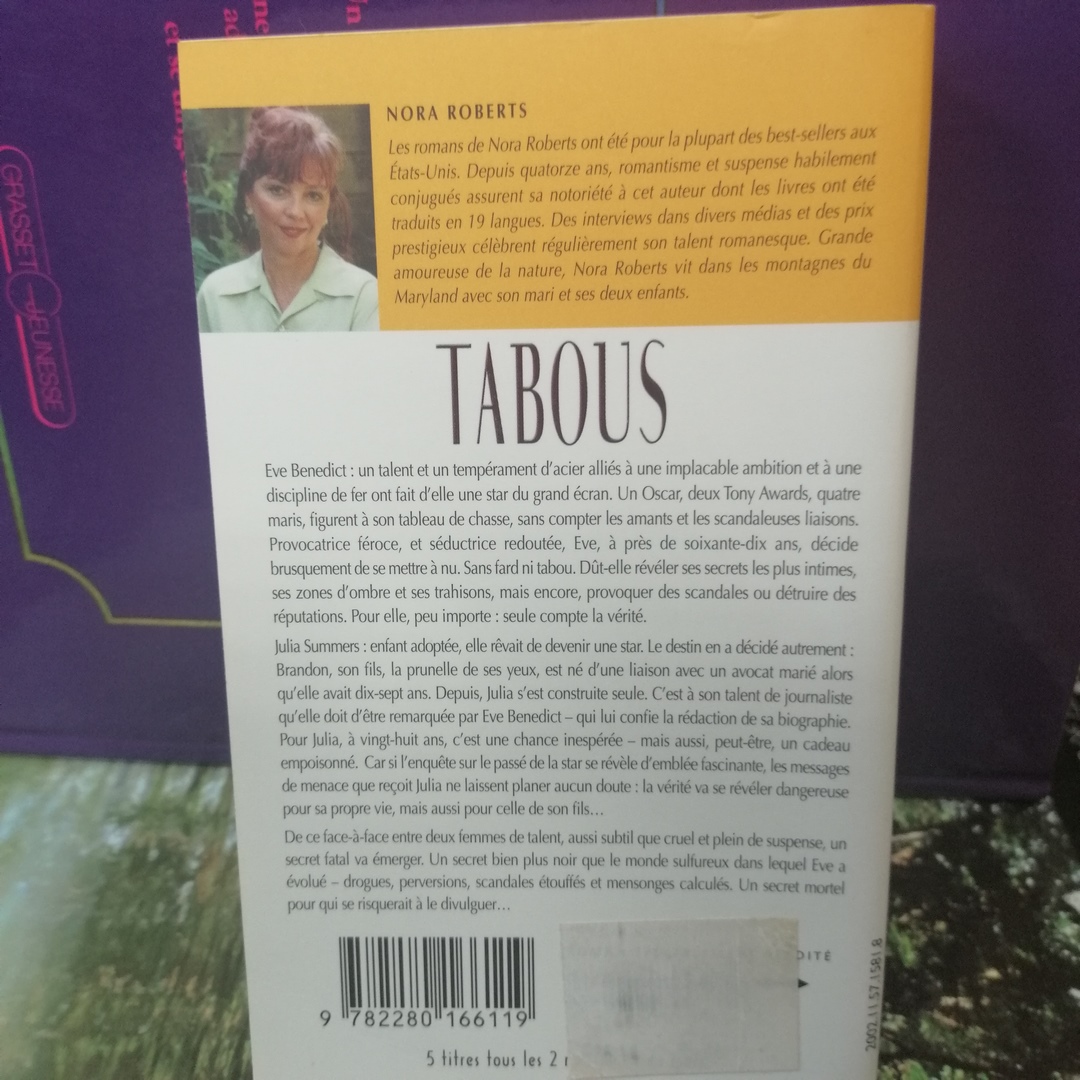 NORA ROBERTS
Les romans de Nora Roberts ont été pour la plupart des best-sellers aux
États-Unis. Depuis quatorze ans, romantisme et suspense habilement
conjugués assurent sa notoriété à cet auteur dont les livres ont été
traduits en 19 langues. Des interviews dans divers médias et des prix
prestigieux célèbrent régulièrement son talent romanesque. Grande
amoureuse de la nature, Nora Roberts vit dans les montagnes du
Maryland avec son mari et ses deux enfants.
TABOUS
Eve Benedict : un talent et un tempérament d'acier alliés à une implacable ambition et à une
discipline de fer ont fait d'elle une star du grand écran. Un Oscar, deux Tony Awards, quatre
maris, figurent à son tableau de chasse, sans compter les amants et les scandaleuses liaisons.
Provocatrice féroce, et séductrice redoutée, Eve, à près de soixante-dix ans, décide
brusquement de se mettre à nu. Sans fard ni tabou. Dût-elle révéler ses secrets les plus intimes,
ses zones d'ombre et ses trahisons, mais encore, provoquer des scandales ou détruire des
réputations. Pour elle, peu importe : seule compte la vérité.
Julia Summers : enfant adoptée, elle rêvait de devenir une star. Le destin en a décidé autrement :
Brandon, son fils, la prunelle de ses yeux, est né d'une liaison avec un avocat marié alors
qu'elle avait dix-sept ans. Depuis, Julia s'est construite seule. C'est à son talent de journaliste
qu'elle doit d'être remarquée par Eve Benedict – qui lui confie la rédaction de sa biographie.
Pour Julia, à vingt-huit ans, c'est une chance inespérée – mais aussi, peut-être, un cadeau
empoisonné. Car si l'enquête sur le passé de la star se révèle d'emblée fascinante, les messages
de menace que reçoit Julia ne laissent planer aucun doute : la vérité va se révéler dangereuse
pour sa propre vie, mais aussi pour celle de son fils...
De ce face-à-face entre deux femmes de talent, aussi subtil que cruel et plein de suspense, un
secret fatal va émerger. Un secret bien plus noir que le monde sulfureux dans lequel Eve a
évolué – drogues, perversions, scandales étouffés et mensonges calculés. Un secret mortel
pour qui se risquerait à le divulguer...
9 782280 166119
5 titres tous les 2
2002.11.57.1581.8
GRASSET JEUNESSE